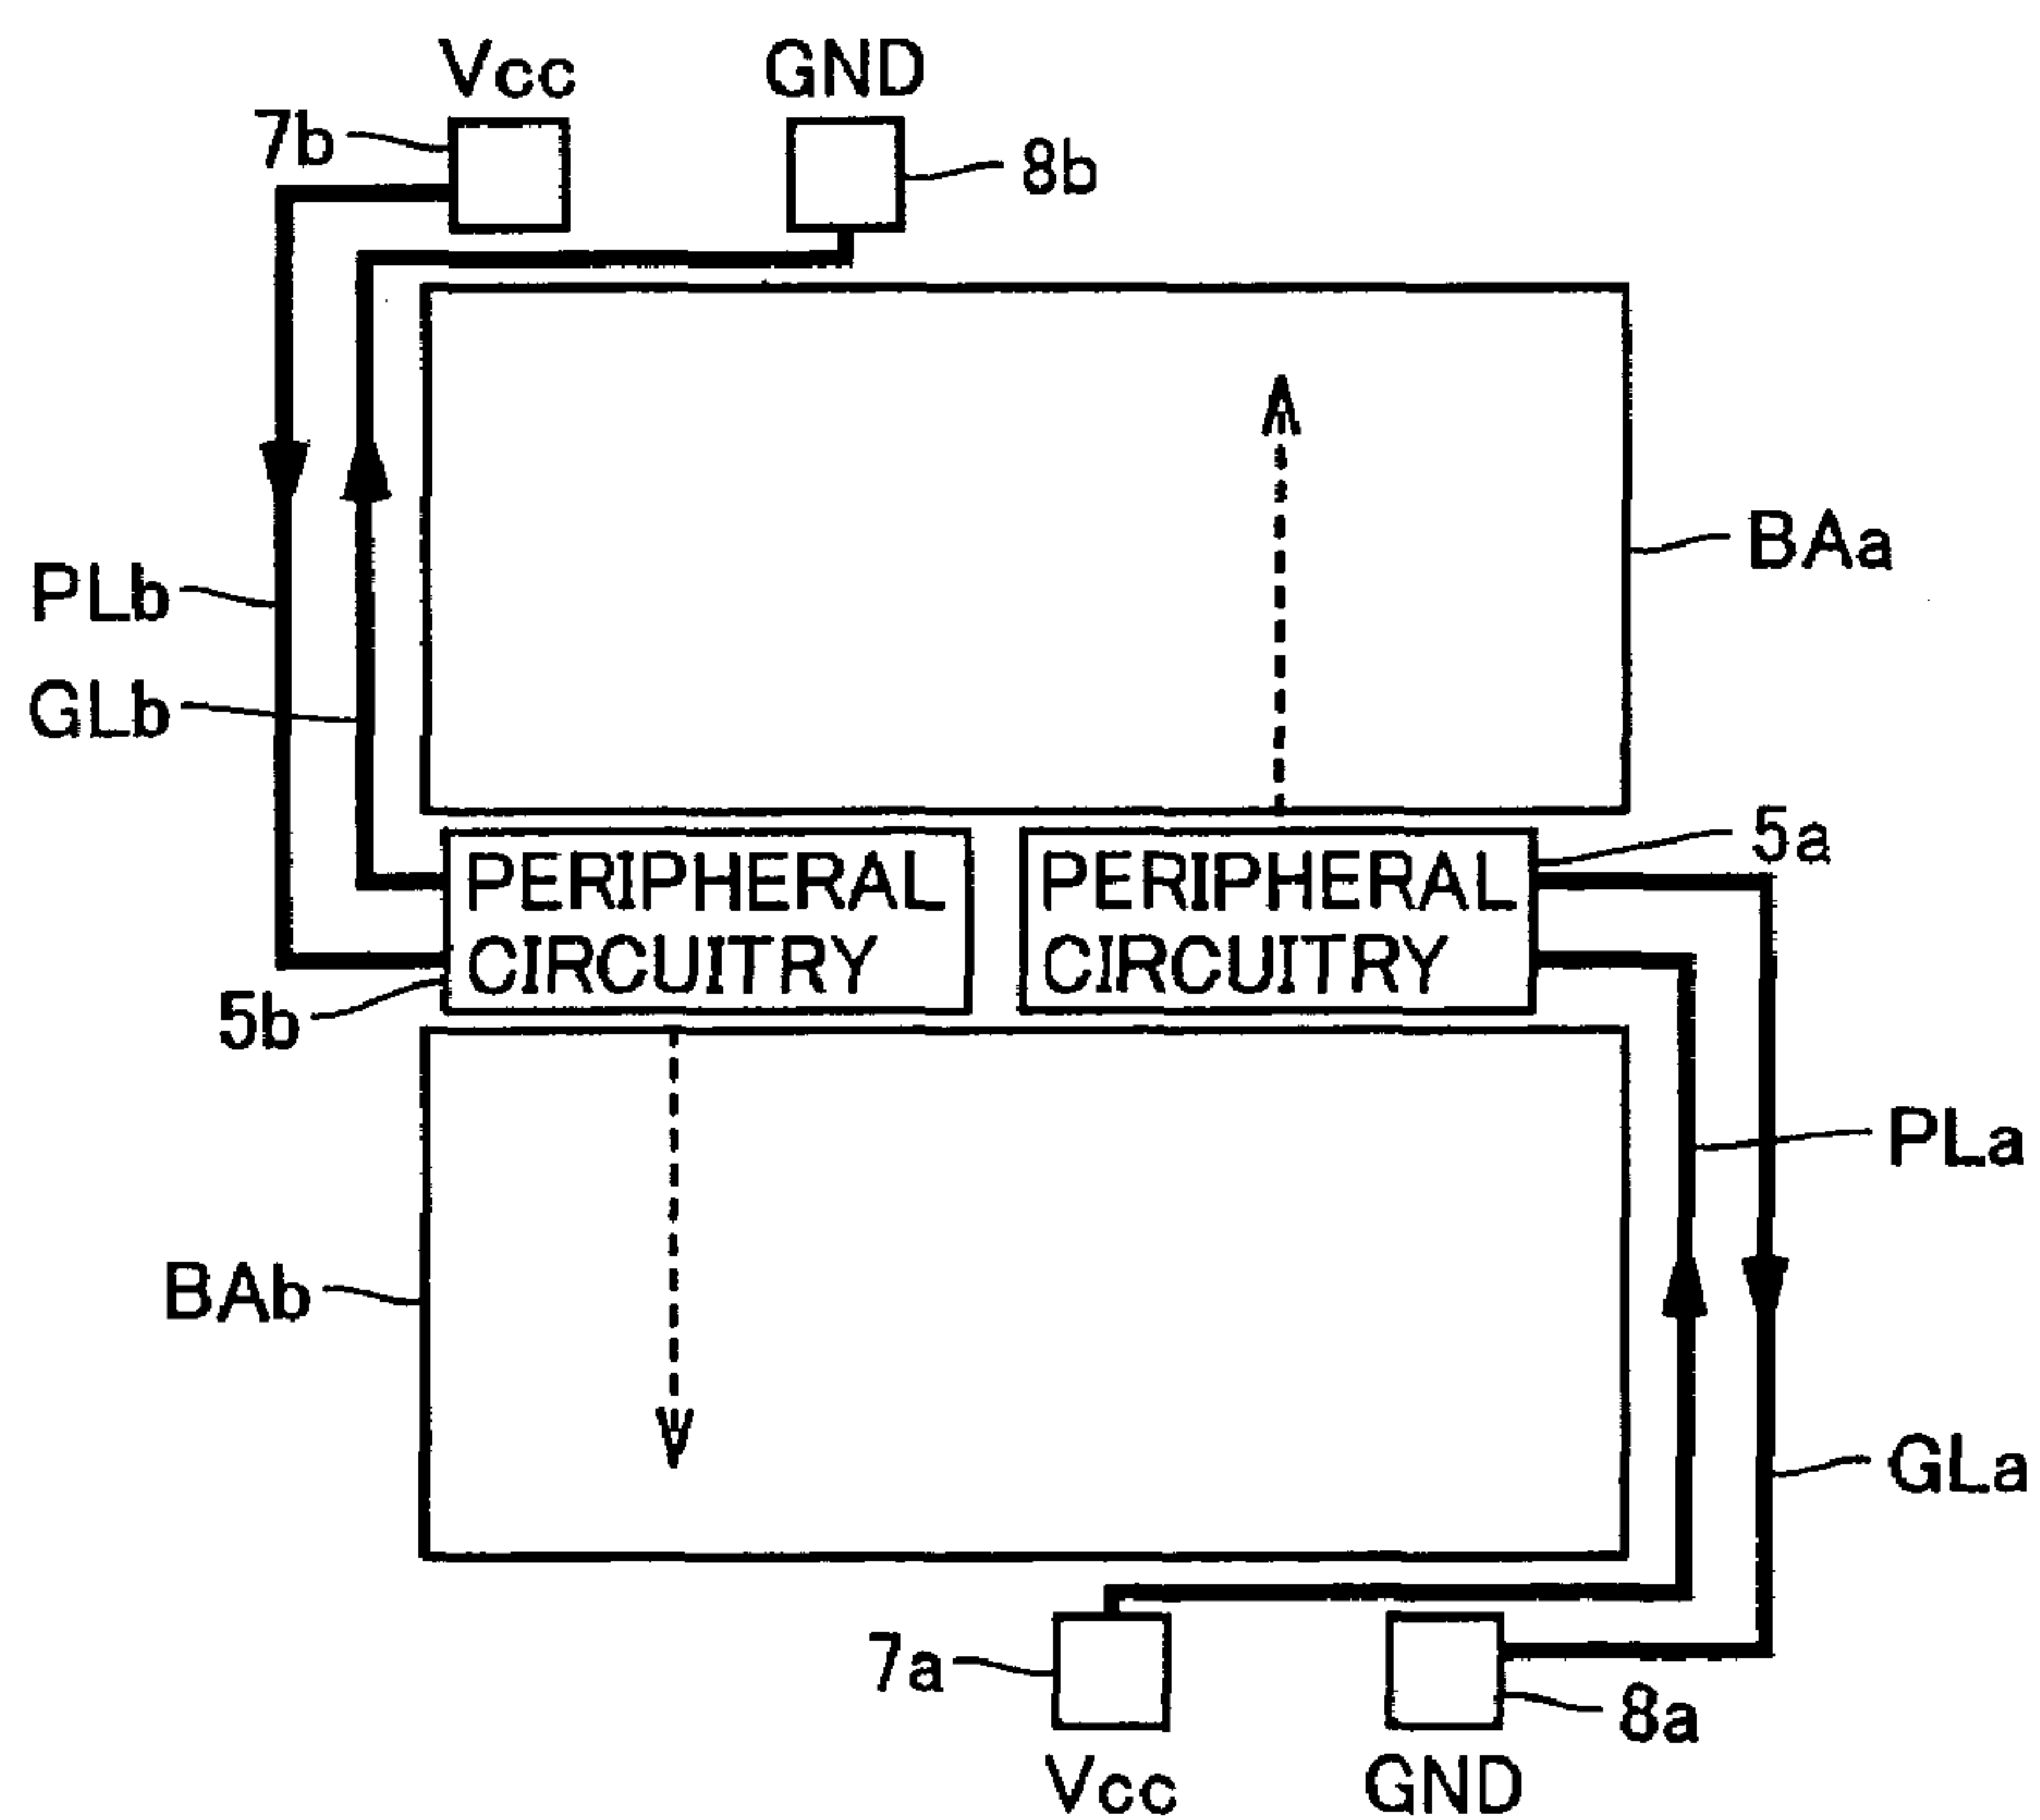 Vcc
GND
7b
8b
BAa
PLb
GLb
5a
PERIPHERAL
CIRCUITRY
PERIPHERAL
CIRCUITRY
5b
PLa
BAb
GLa
7a
8a
Vcc
GND